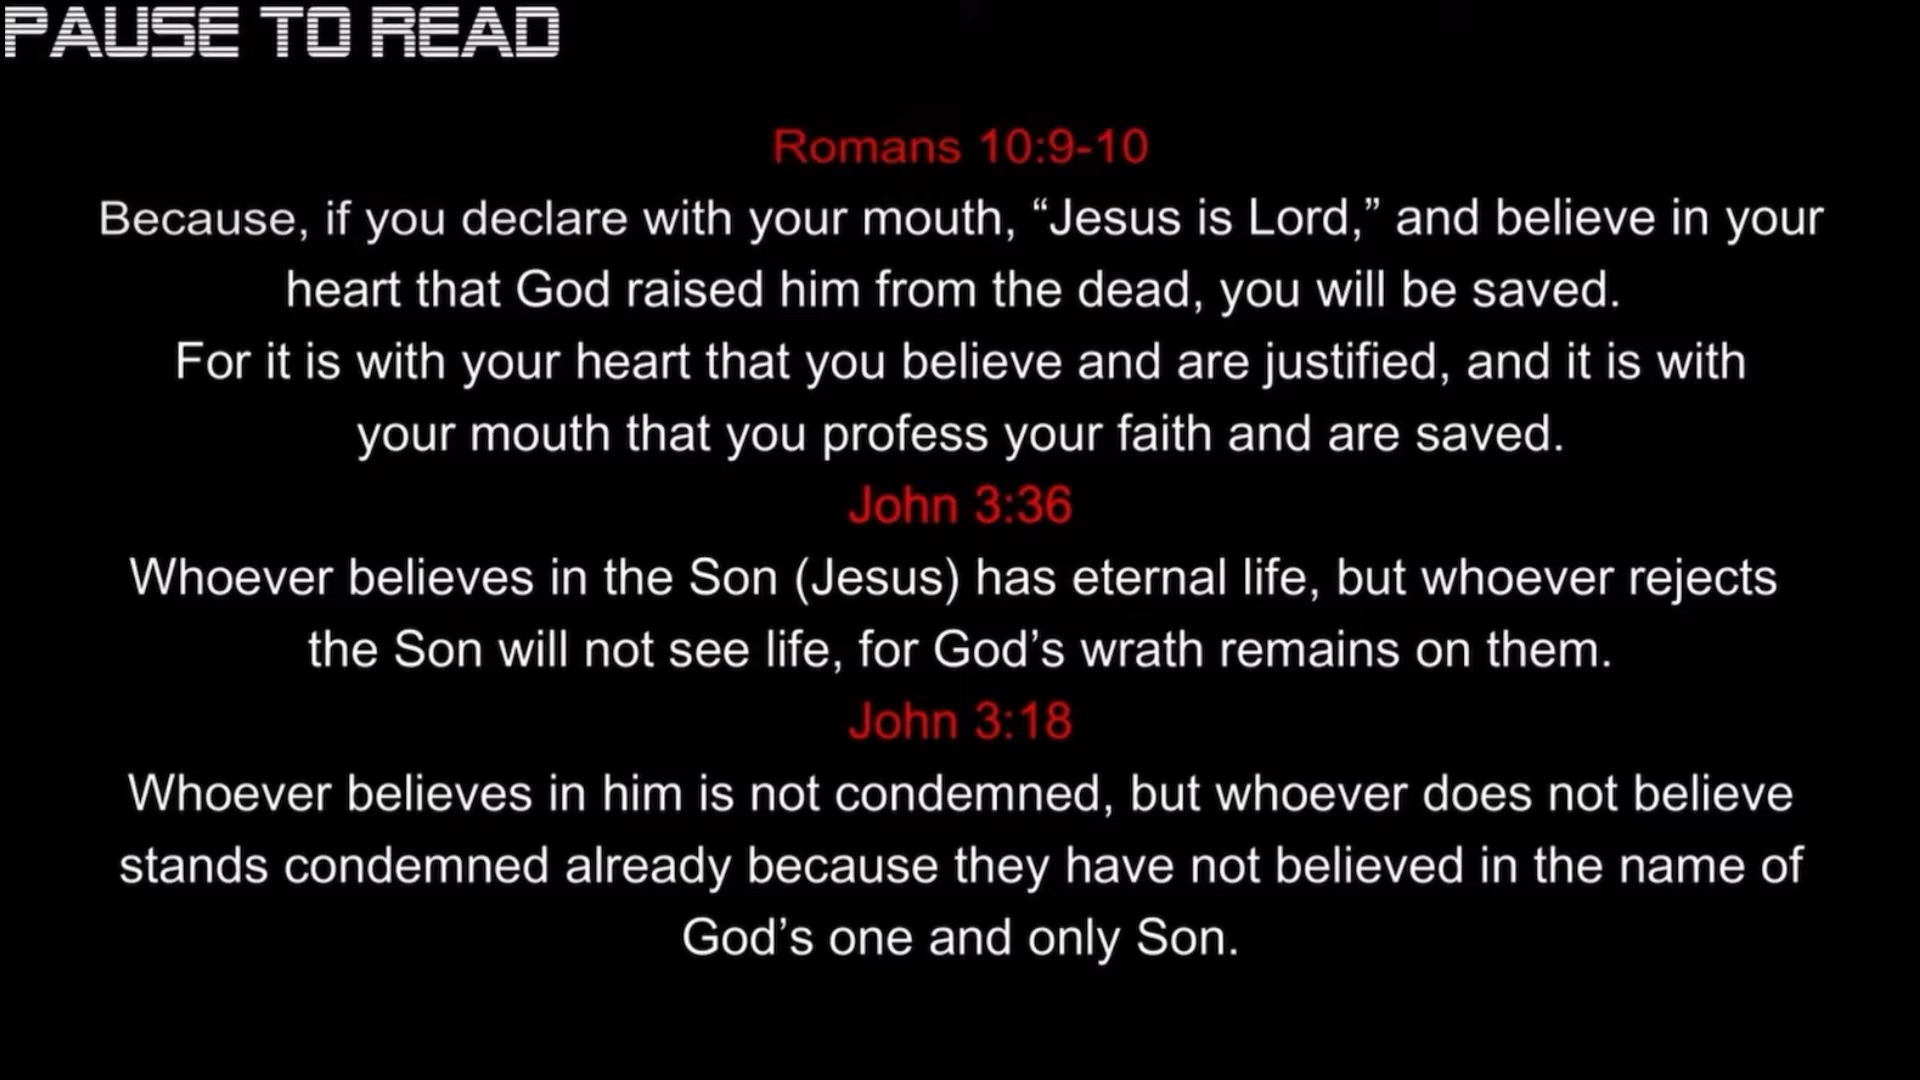 PAUSE TO READ
Romans 10:9-10
Because, if you declare with your mouth, “Jesus is Lord,” and believe in your
heart that God raised him from the dead, you will be saved.
For it is with your heart that you believe and are justified, and it is with
your mouth that you profess your faith and are saved.
John 3:36
Whoever believes in the Son (Jesus) has eternal life, but whoever rejects
the Son will not see life, for God’s wrath remains on them.
John 3:18
Whoever believes in him is not condemned, but whoever does not believe
stands condemned already because they have not believed in the name of
God’s one and only Son.